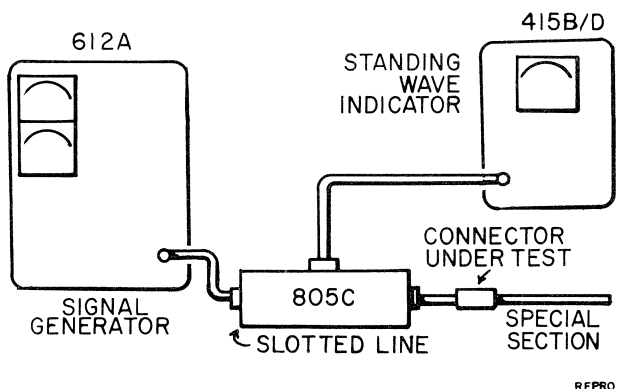 612A
415B/D
STANDING
WAVE
INDICATOR
CONNECTOR
UNDER TEST
805C
SIGNAL
GENERATOR
SLOTTED LINE
SPECIAL
SECTION
REPRO